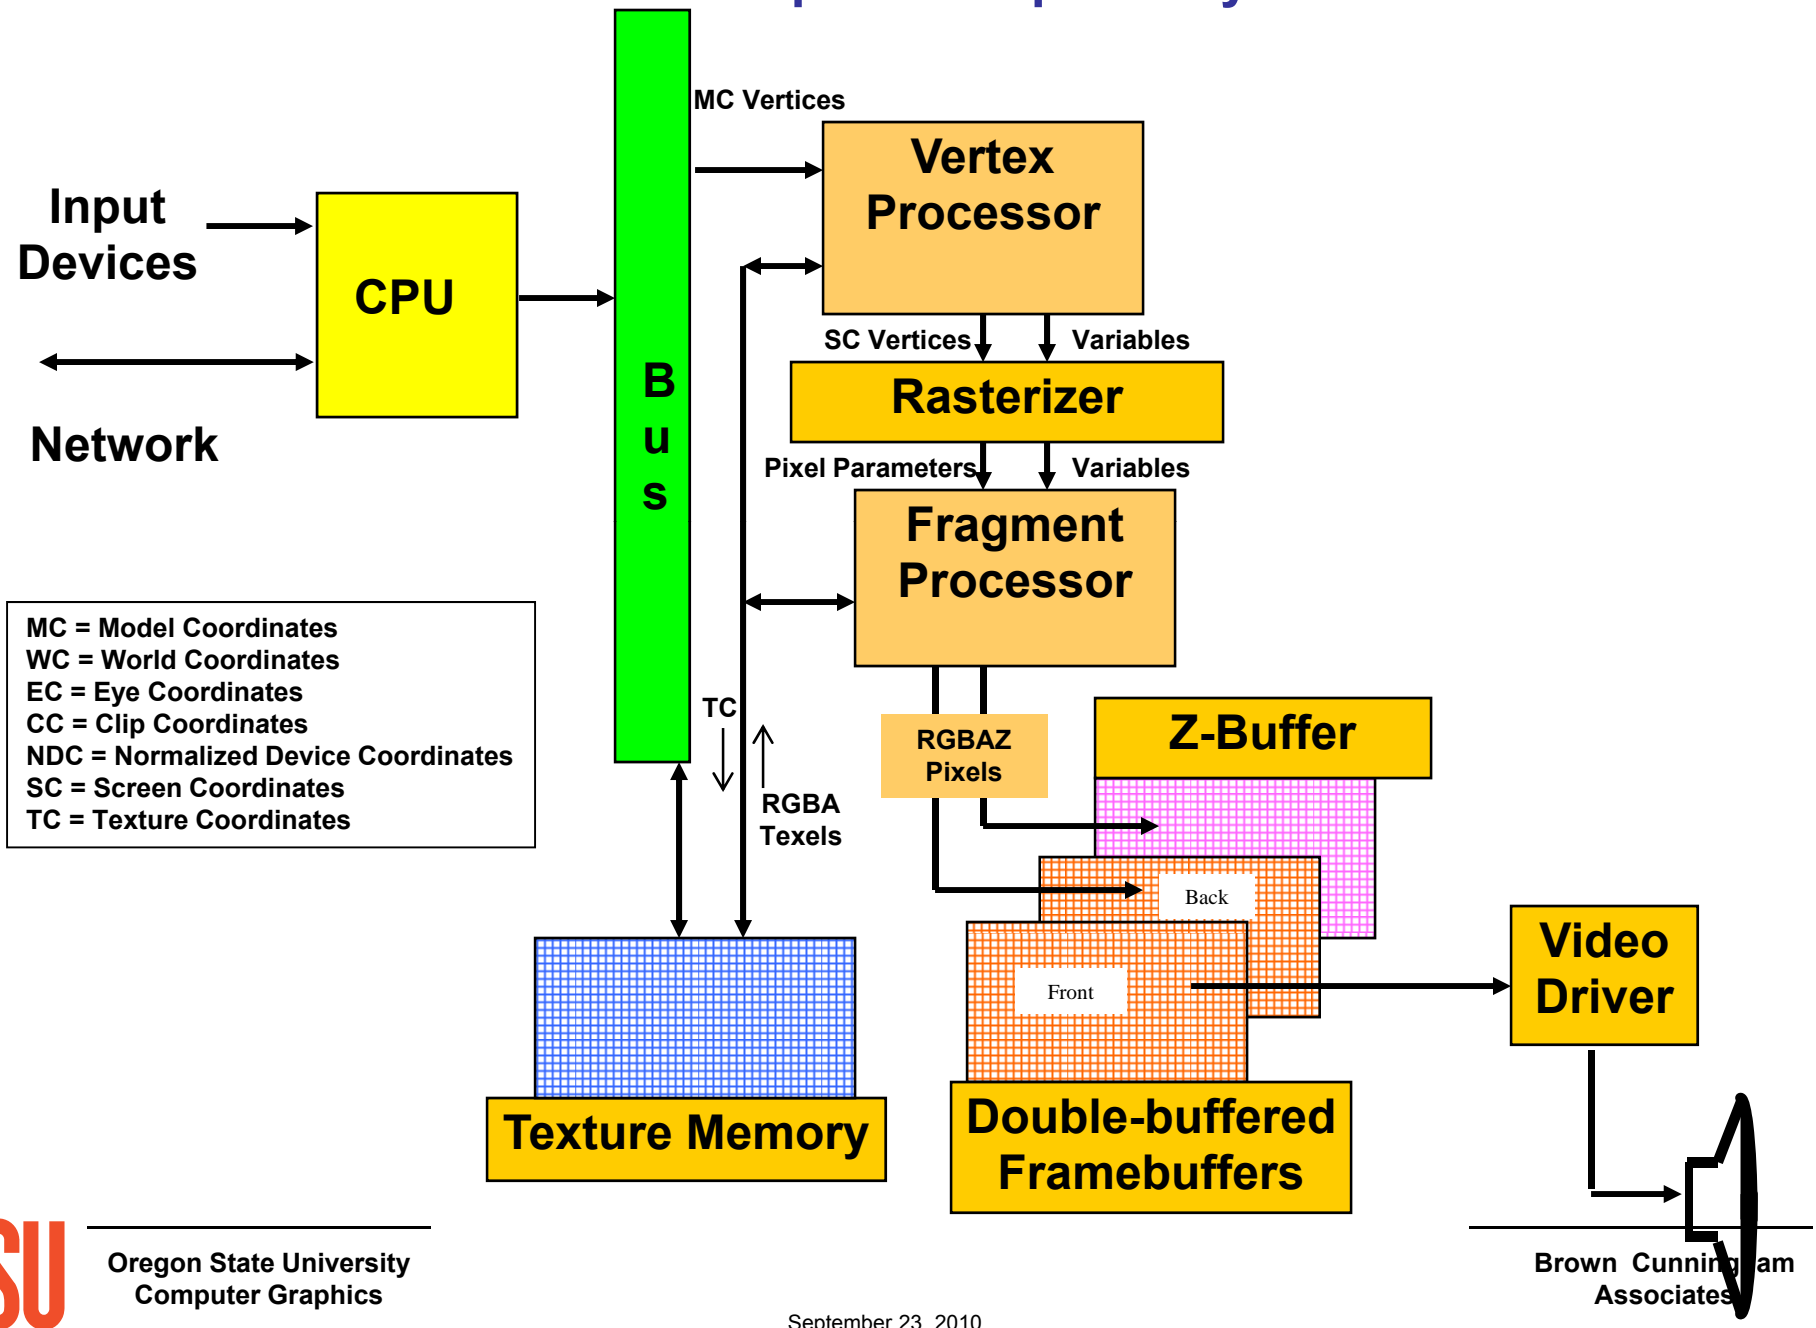 MC Vertices
Vertex
Processor
Input
Devices
CPU
SC Vertices
Variables
B
u
s
Rasterizer
Network
Pixel Parameters
Variables
Fragment
Processor
MC = Model Coordinates
WC = World Coordinates
EC = Eye Coordinates
CC = Clip Coordinates
NDC = Normalized Device Coordinates
SC = Screen Coordinates
TC = Texture Coordinates
TC
RGBA
Texels
RGBAZ
Pixels
Z-Buffer
Back
Front
Video
Driver
Texture Memory
Double-buffered
Framebuffers
SU
Oregon State University
Computer Graphics
September 23, 2010
Brown Cunningham
Associates